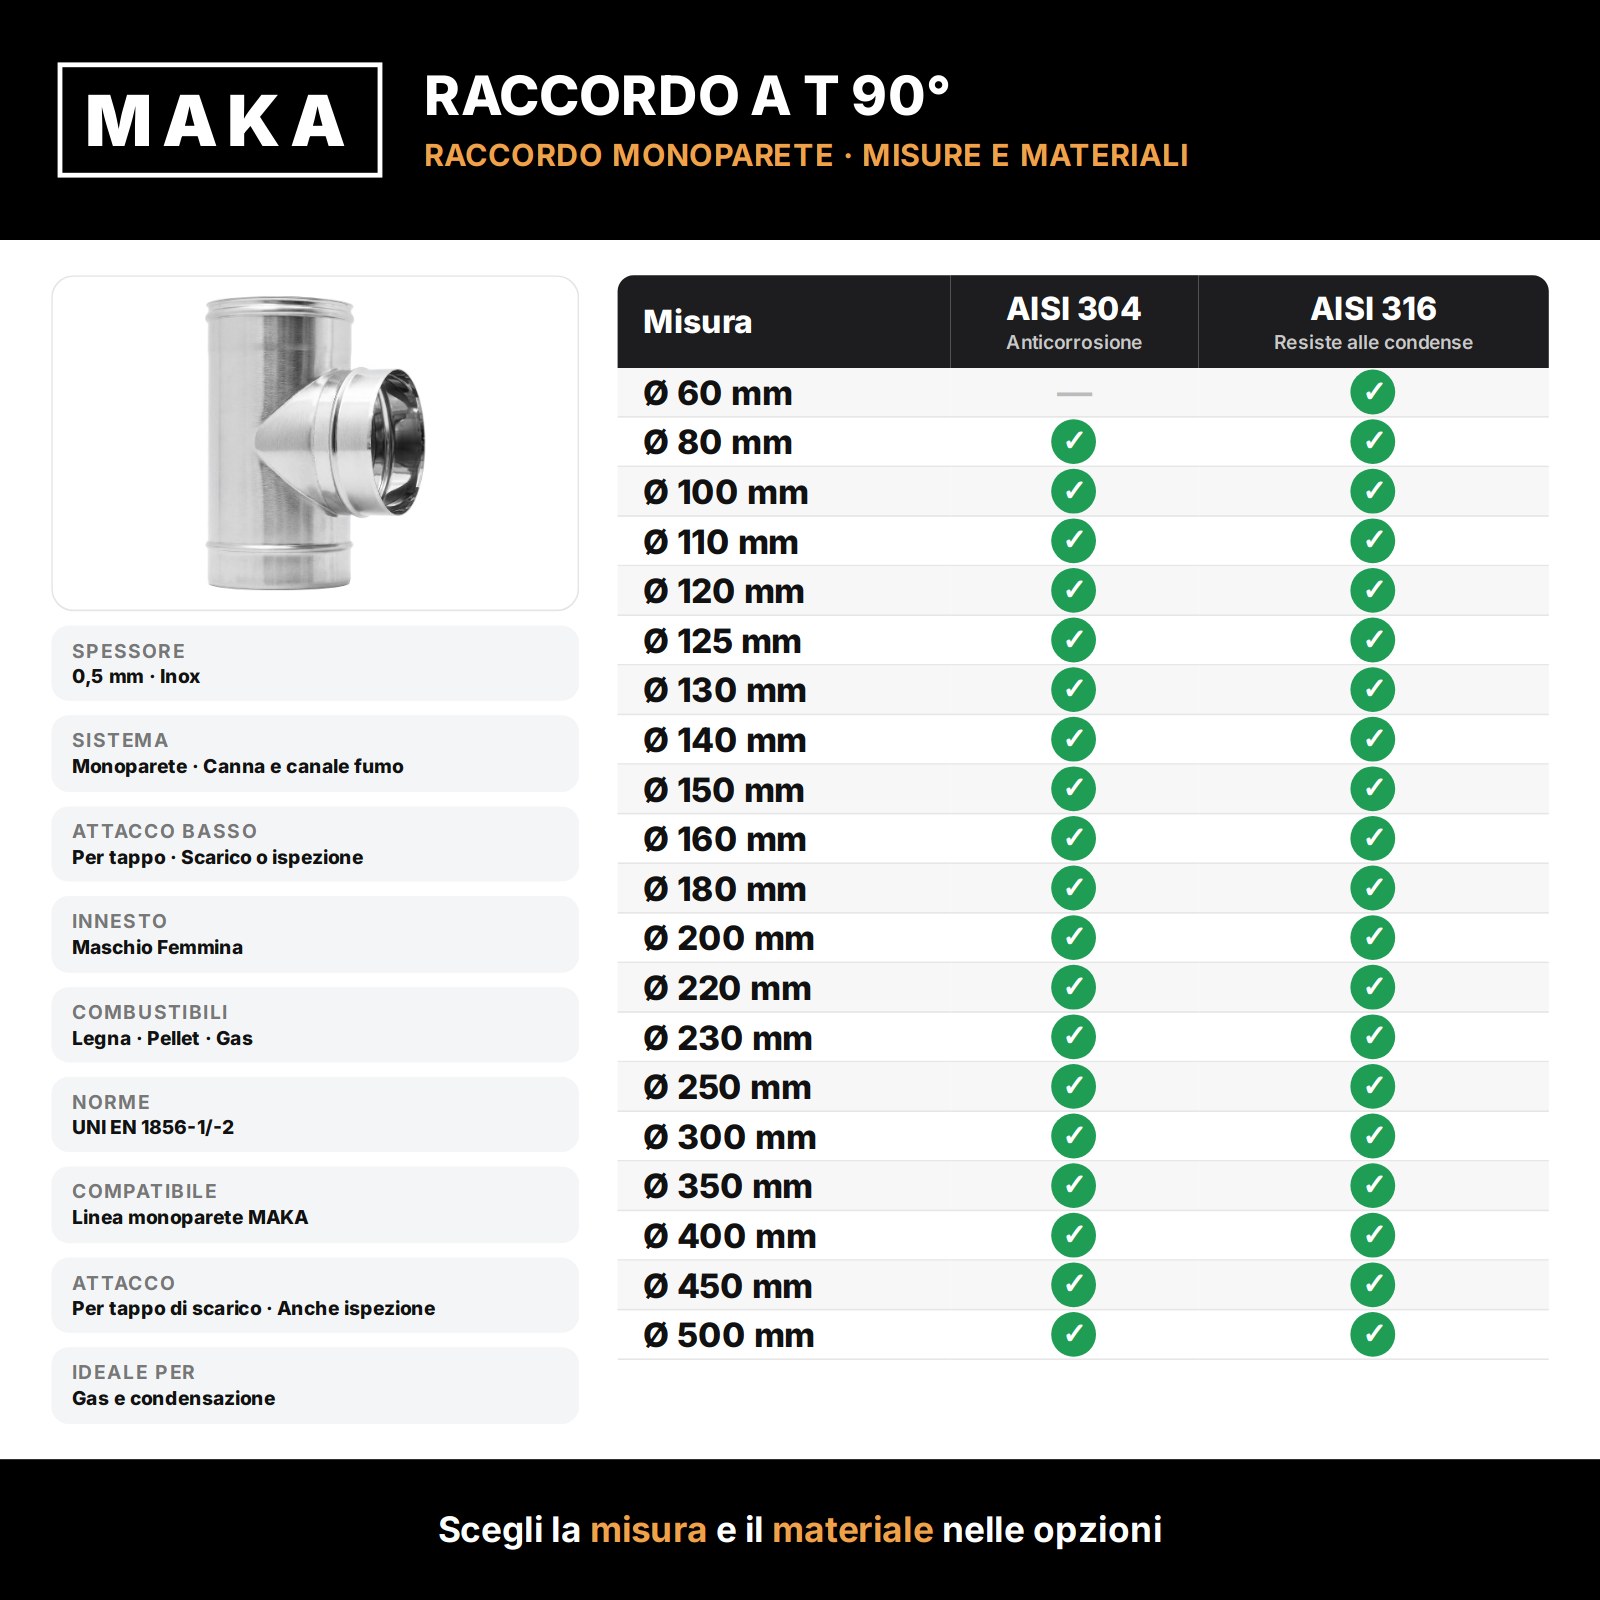 MAKA
RACCORDO A T 90°
RACCORDO MONOPARETE · MISURE E MATERIALI
SPESSORE
0,5 mm · Inox
SISTEMA
Monoparete · Canna e canale fumo
ATTACCO BASSO
Per tappo · Scarico o ispezione
INNESTO
Maschio Femmina
COMBUSTIBILI
Legna · Pellet · Gas
NORME
UNI EN 1856-1/-2
COMPATIBILE
Linea monoparete MAKA
ATTACCO
Per tappo di scarico · Anche ispezione
IDEALE PER
Gas e condensazione
Misura AISI 304 AISI 316
Anticorrosione Resiste alle condense
Ø 60 mm — ✓
Ø 80 mm ✓ ✓
Ø 100 mm ✓ ✓
Ø 110 mm ✓ ✓
Ø 120 mm ✓ ✓
Ø 125 mm ✓ ✓
Ø 130 mm ✓ ✓
Ø 140 mm ✓ ✓
Ø 150 mm ✓ ✓
Ø 160 mm ✓ ✓
Ø 180 mm ✓ ✓
Ø 200 mm ✓ ✓
Ø 220 mm ✓ ✓
Ø 230 mm ✓ ✓
Ø 250 mm ✓ ✓
Ø 300 mm ✓ ✓
Ø 350 mm ✓ ✓
Ø 400 mm ✓ ✓
Ø 450 mm ✓ ✓
Ø 500 mm ✓ ✓
Scegli la misura e il materiale nelle opzioni